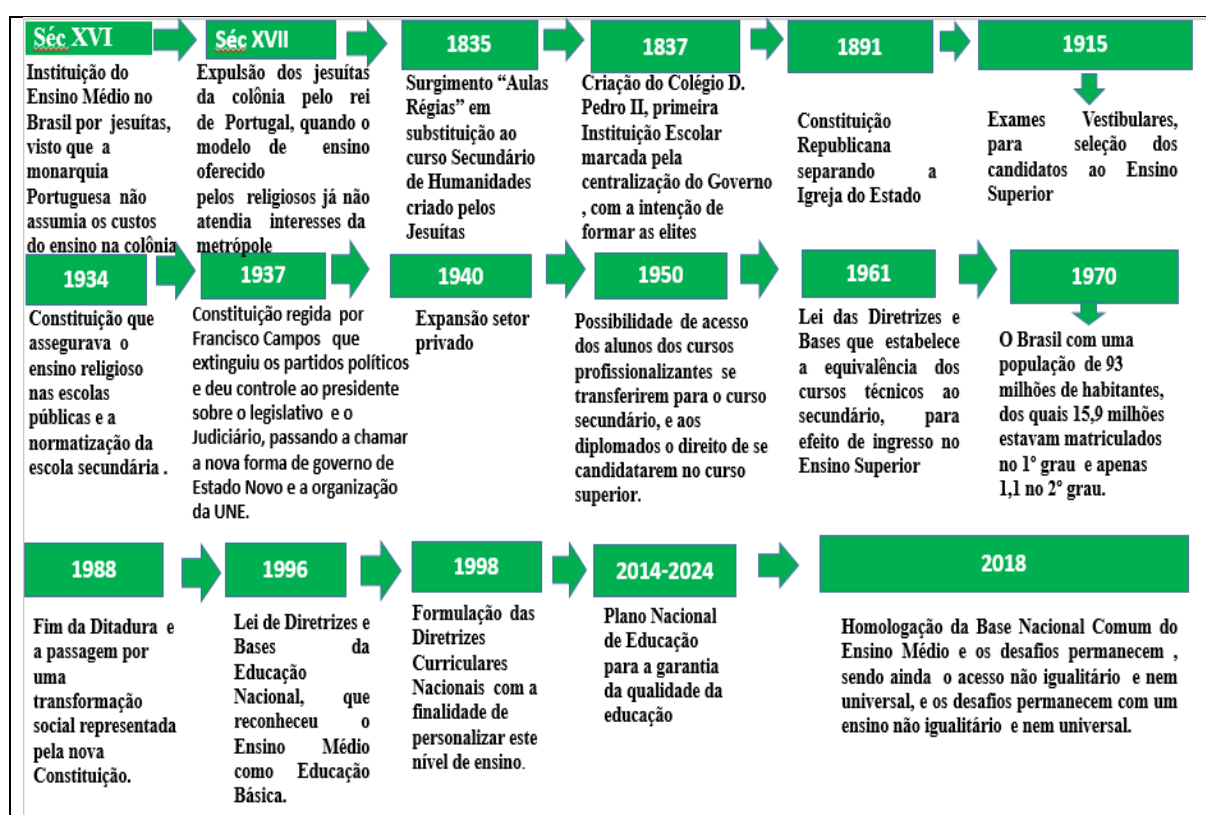 Séc XVI
Instituição do
Ensino Médio no
Brasil por jesuítas,
visto que a
monarquia
Portuguesa não
assumia os custos
do ensino na colônia
Séc XVII
Expulsão dos jesuítas
da colônia pelo rei
de Portugal, quando o
modelo de ensino
oferecido
pelos religiosos já não
atendia interesses da
metrópole
1835
Surgimento “Aulas
Régias” em
substituição ao
curso Secundário
de Humanidades
criado pelos
Jesuítas
1837
Criação do Colégio D.
Pedro II, primeira
Instituição Escolar
marcada pela
centralização do Governo
, com a intenção de
formar as elites
1891
Constituição
Republicana
separando a
Igreja do Estado
1915
Exames Vestibulares,
para seleção dos
candidatos ao Ensino
Superior
1934
Constituição que
assegurava o
ensino religioso
nas escolas
públicas e a
normatização da
escola secundária .
1937
Constituição regida por
Francisco Campos que
extinguiu os partidos políticos
e deu controle ao presidente
sobre o legislativo e o
Judiciário, passando a chamar
a nova forma de governo de
Estado Novo e a organização
da UNE.
1940
Expansão setor
privado
1950
Possibilidade de acesso
dos alunos dos cursos
profissionalizantes se
transferirem para o curso
secundário, e aos
diplomados o direito de se
candidatarem no curso
superior.
1961
Lei das Diretrizes e
Bases que estabelece
a equivalência dos
cursos técnicos ao
secundário, para
efeito de ingresso no
Ensino Superior
1970
O Brasil com uma
população de 93
milhões de habitantes,
dos quais 15,9 milhões
estavam matriculados
no 1º grau e apenas
1,1 no 2º grau.
1988
Fim da Ditadura e
a passagem por
uma
transformação
social representada
pela nova
Constituição.
1996
Lei de Diretrizes e
Bases da
Educação
Nacional, que
reconheceu o
Ensino Médio
como Educação
Básica.
1998
Formulação das
Diretrizes
Curriculares
Nacionais com a
finalidade de
personalizar este
nível de ensino.
2014-2024
Plano Nacional
de Educação
para a garantia
da qualidade da
educação
2018
Homologação da Base Nacional Comum do
Ensino Médio e os desafios permanecem ,
sendo ainda o acesso não igualitário e nem
universal, e os desafios permanecem com um
ensino não igualitário e nem universal.